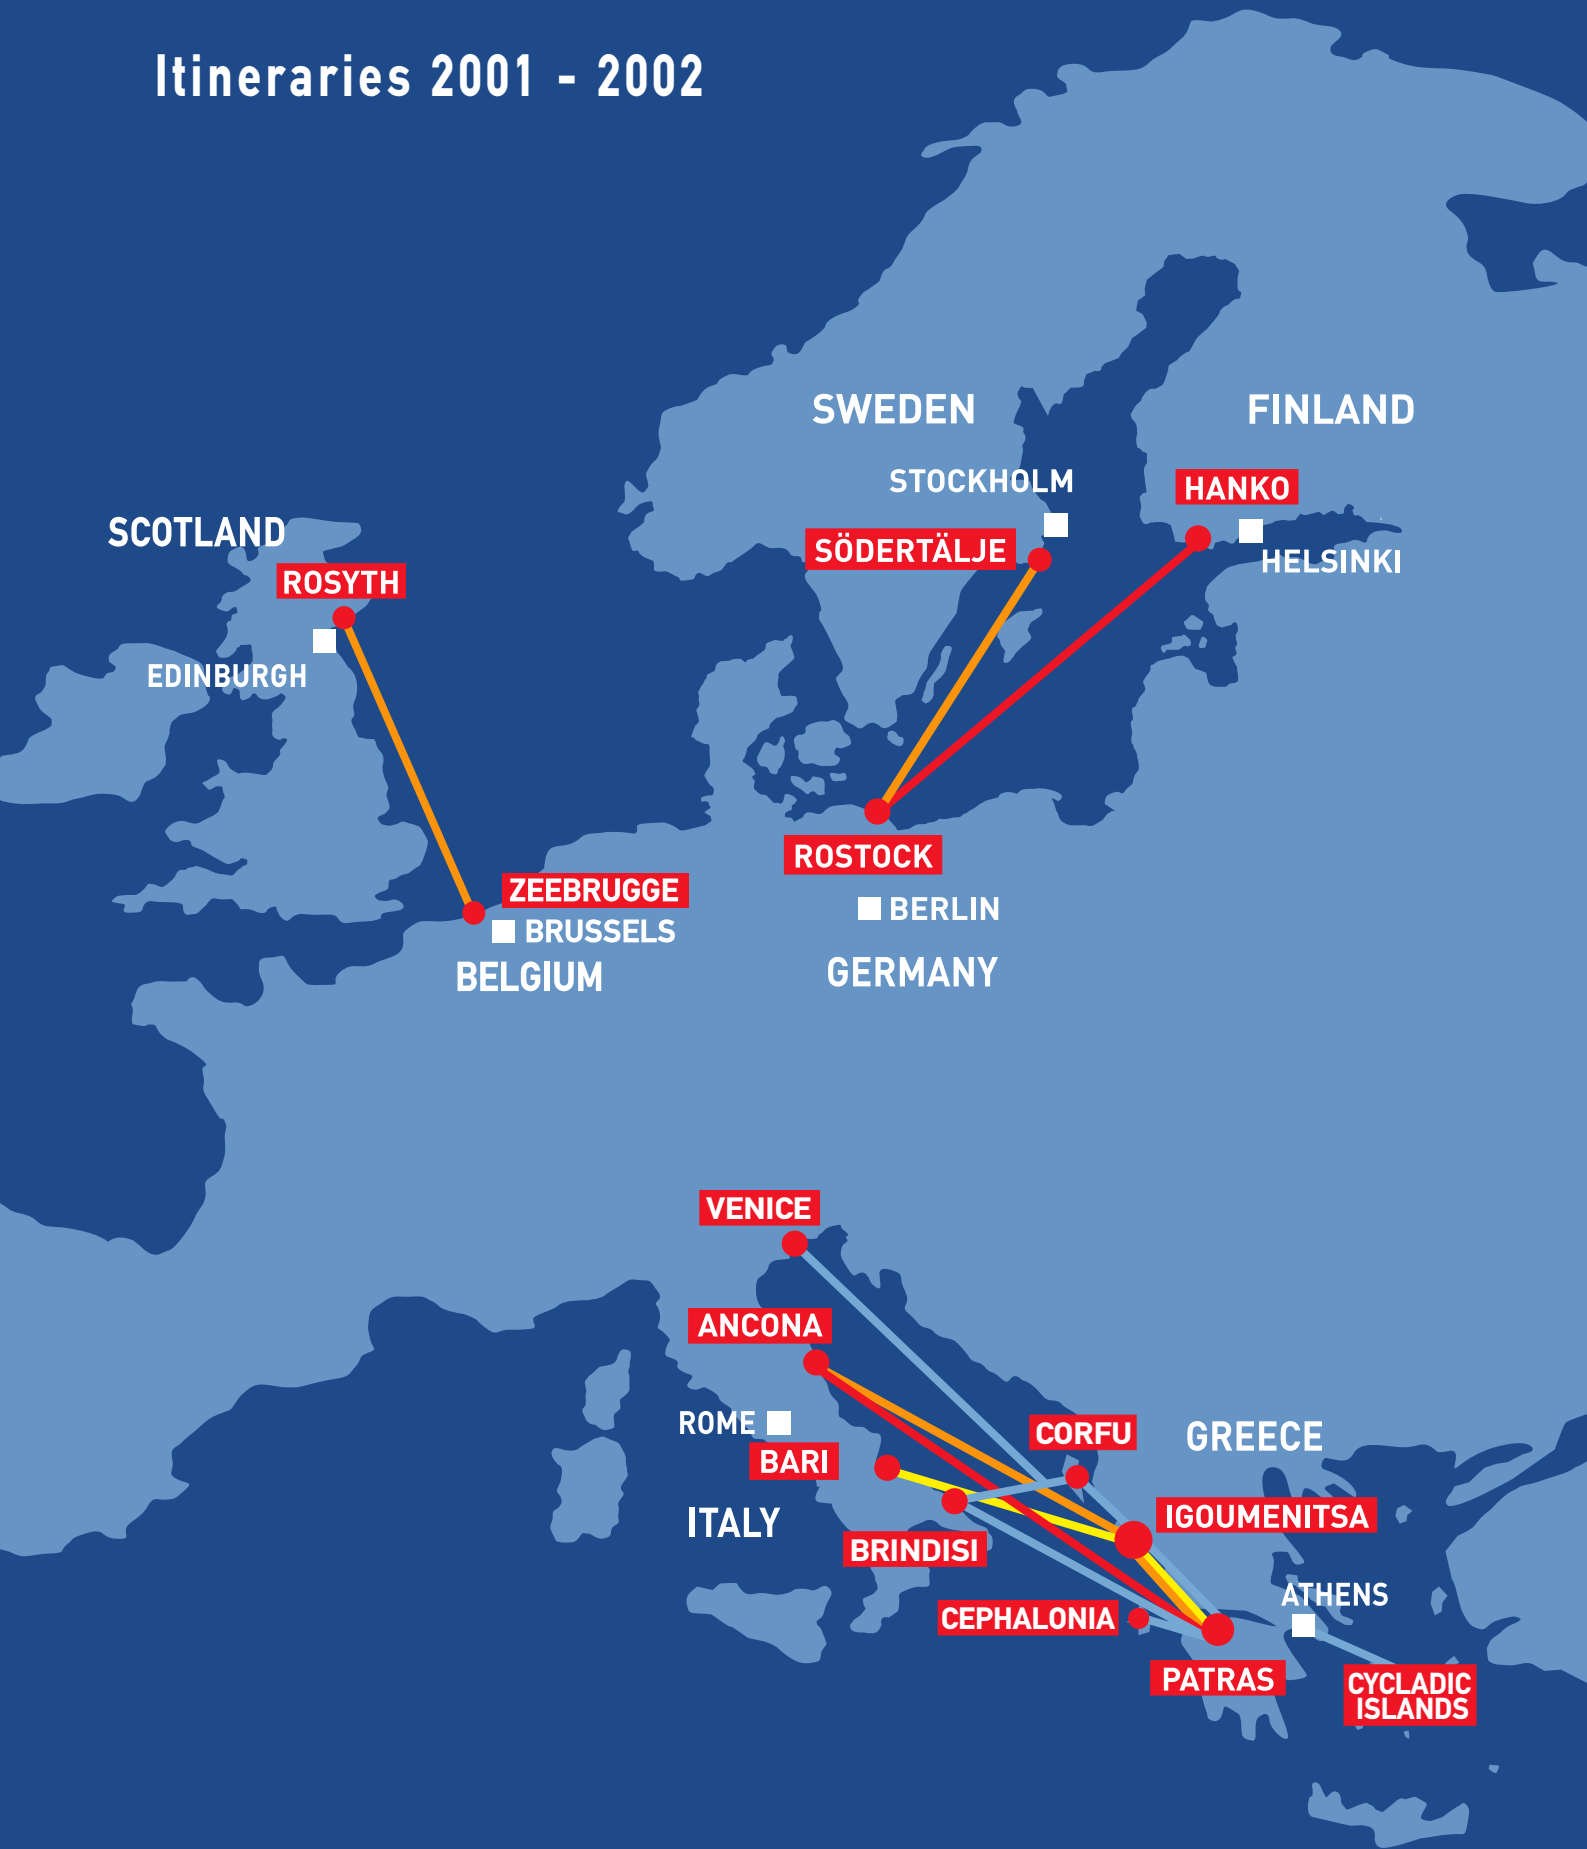 Itineraries 2001 - 2002
SWEDEN
FINLAND
STOCKHOLM
HANKO
SCOTLAND
SÖDERTÄLJE
HELSINKI
ROSYTH
EDINBURGH
ROSTOCK
ZEEBRUGGE
BERLIN
BRUSSELS
BELGIUM
GERMANY
VENICE
ANCONA
ROME
CORFU
GREECE
BARI
ITALY
IGOUMENITSA
BRINDISI
ATHENS
CEPHALONIA
PATRAS
CYCLADIC
ISLANDS